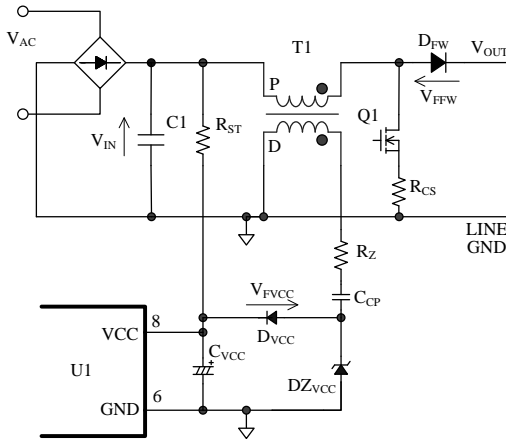 T1
D_FW
V_OUT
V_AC
P
V_FFW
C1
R_ST
Q1
V_IN
D
R_CS
LINE
GND
R_Z
V_FVCC
C_CP
8
VCC
D_VCC
C_VCC
+
U1
DZ_VCC
6
GND